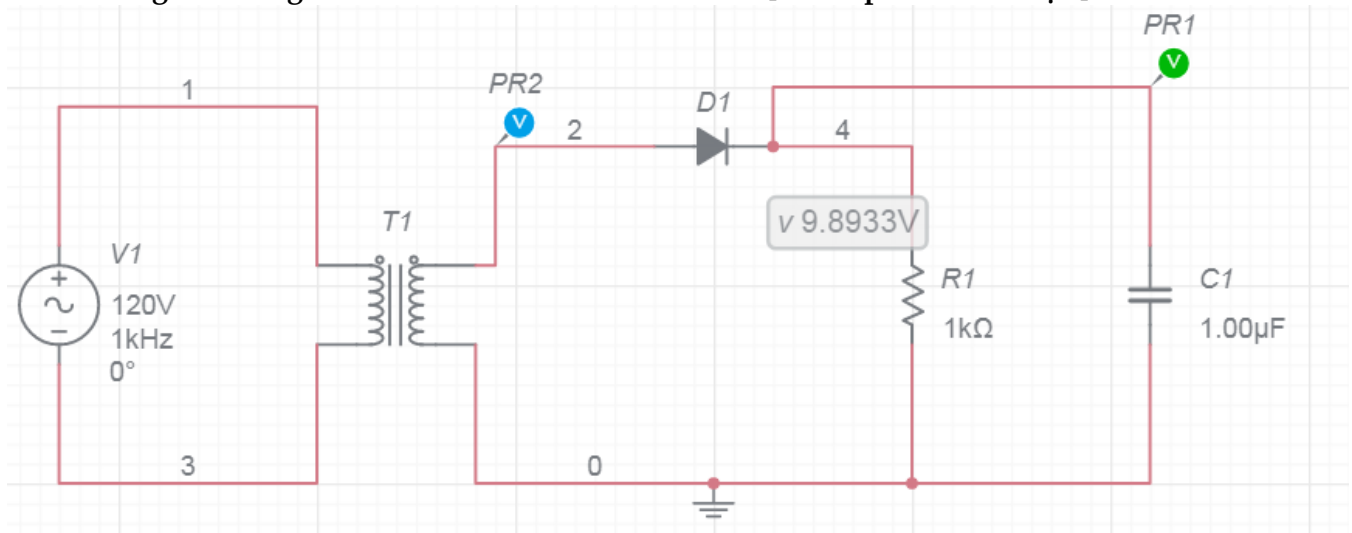 PR1
V
1
PR2
V
D1
2
4
T1
v 9.8933V
V1
+
120V
1kHz
0°
R1
1kΩ
C1
1.00µF
3
0